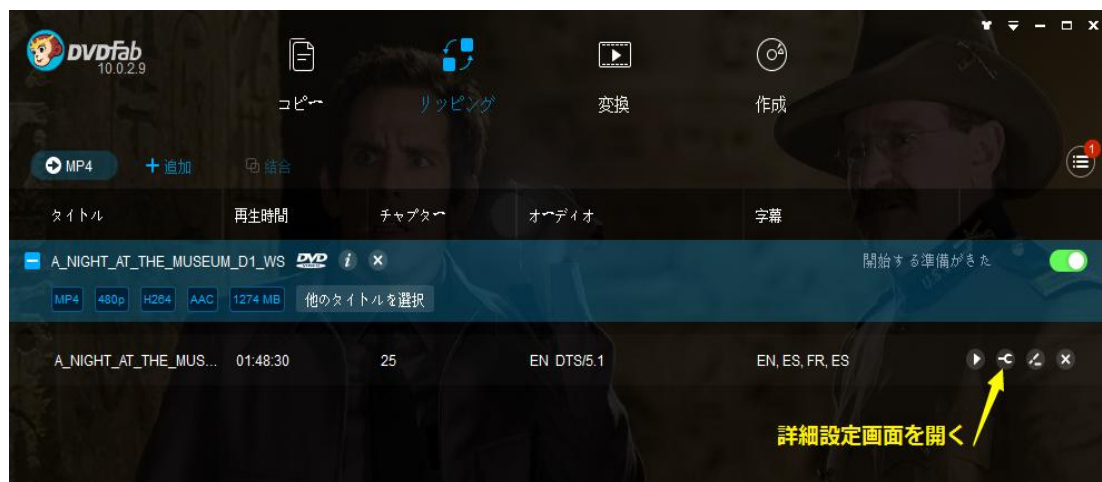 DVDFab
10.0.2.9
コピー
リッピング
変換
作成
MP4
追加
結合
1
タイトル
再生時間
チャプター
オーディオ
字幕
A_NIGHT_AT_THE_MUSEUM_D1_WS DVD i
開始する準備がきた
MP4 480p H264 AAC 1274 MB 他のタイトルを選択
A_NIGHT_AT_THE_MUS... 01:48:30 25 EN DTS/5.1 EN, ES, FR, ES
詳細設定画面を開く